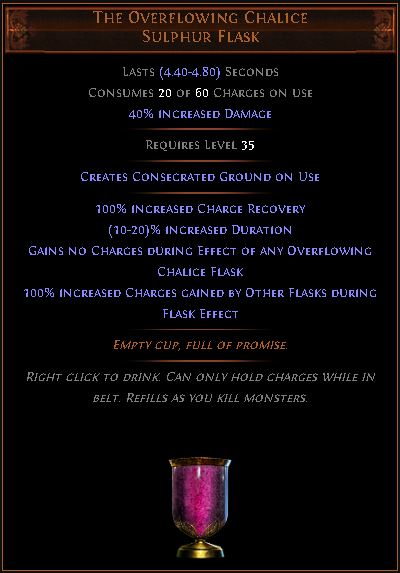 The Overflowing Chalice
Sulphur Flask
Lasts (4.40-4.80) Seconds
Consumes 20 of 60 Charges on use
40% increased Damage
Requires Level 35
Creates Consecrated Ground on Use
100% increased Charge Recovery
(10-20)% increased Duration
Gains no Charges during Effect of any Overflowing
Chalice Flask
100% increased Charges gained by Other Flasks during
Flask Effect
Empty cup, full of promise.
Right click to drink. Can only hold charges while in
belt. Refills as you kill monsters.